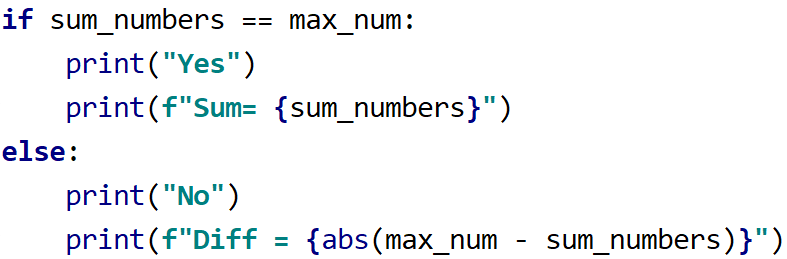 if sum_numbers == max_num:
    print("Yes")
    print(f"Sum= {sum_numbers}")
else:
    print("No")
    print(f"Diff = {abs(max_num - sum_numbers)}")